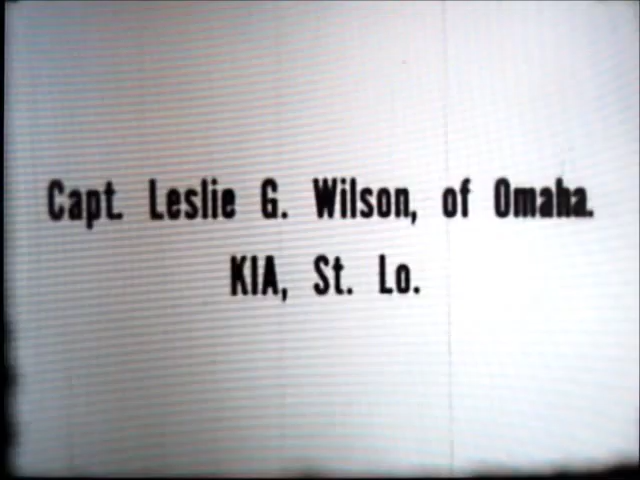 Capt. Leslie G. Wilson, of Omaha.
KIA, St. Lo.